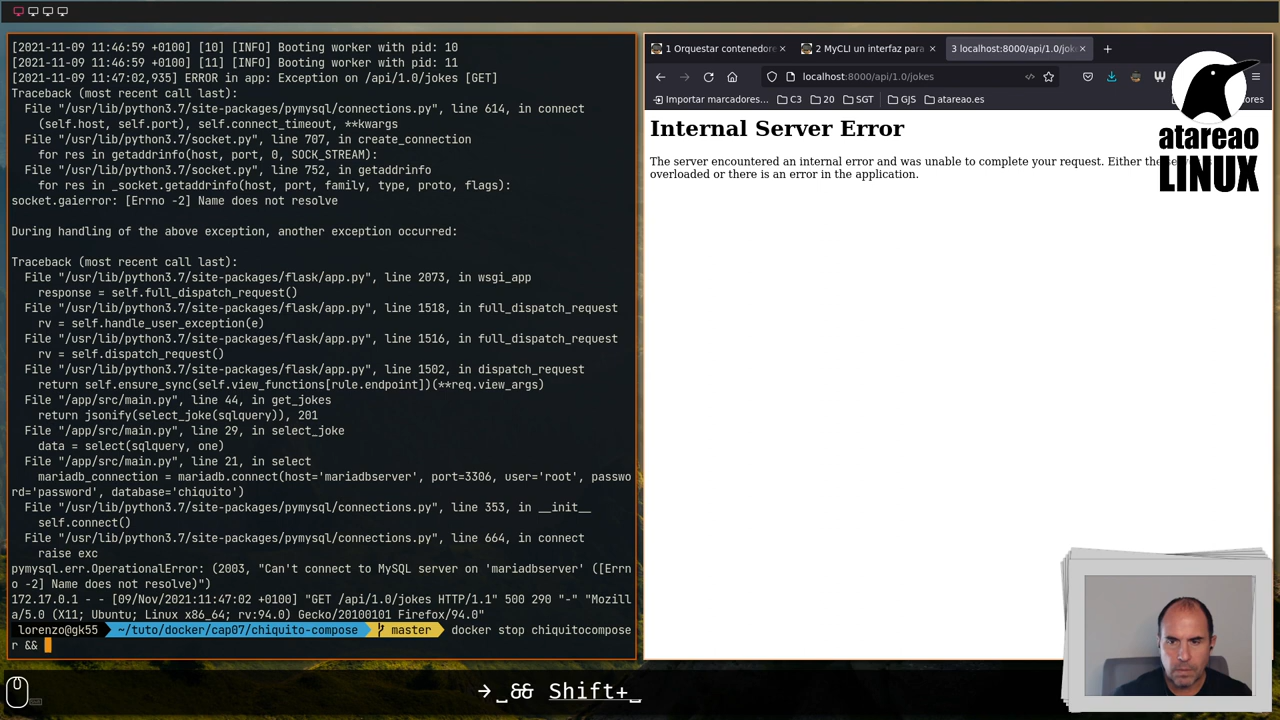 [2021-11-09 11:46:59 +0100] [10] [INFO] Booting worker with pid: 10
[2021-11-09 11:46:59 +0100] [11] [INFO] Booting worker with pid: 11
[2021-11-09 11:47:02,935] ERROR in app: Exception on /api/1.0/jokes [GET]
Traceback (most recent call last):
  File "/usr/lib/python3.7/site-packages/pymysql/connections.py", line 614, in connect
    (self.host, self.port), self.connect_timeout, **kwargs
  File "/usr/lib/python3.7/socket.py", line 707, in create_connection
    for res in getaddrinfo(host, port, 0, SOCK_STREAM):
  File "/usr/lib/python3.7/socket.py", line 752, in getaddrinfo
    for res in _socket.getaddrinfo(host, port, family, type, proto, flags):
socket.gaierror: [Errno -2] Name does not resolve
During handling of the above exception, another exception occurred:
Traceback (most recent call last):
  File "/usr/lib/python3.7/site-packages/flask/app.py", line 2073, in wsgi_app
    response = self.full_dispatch_request()
  File "/usr/lib/python3.7/site-packages/flask/app.py", line 1518, in full_dispatch_request
    rv = self.handle_user_exception(e)
  File "/usr/lib/python3.7/site-packages/flask/app.py", line 1516, in full_dispatch_request
    rv = self.dispatch_request()
  File "/usr/lib/python3.7/site-packages/flask/app.py", line 1502, in dispatch_request
    return self.ensure_sync(self.view_functions[rule.endpoint])(**req.view_args)
  File "/app/src/main.py", line 44, in get_jokes
    return jsonify(select_joke(sqlquery)), 201
  File "/app/src/main.py", line 29, in select_joke
    data = select(sqlquery, one)
  File "/app/src/main.py", line 21, in select
    mariadb_connection = mariadb.connect(host='mariadbserver', port=3306, user='root', passwo
rd='password', database='chiquito')
  File "/usr/lib/python3.7/site-packages/pymysql/connections.py", line 353, in __init__
    self.connect()
  File "/usr/lib/python3.7/site-packages/pymysql/connections.py", line 664, in connect
    raise exc
pymysql.err.OperationalError: (2003, "Can't connect to MySQL server on 'mariadbserver' ([Errn
o -2] Name does not resolve)")
172.17.0.1 - - [09/Nov/2021:11:47:02 +0100] "GET /api/1.0/jokes HTTP/1.1" 500 290 "-" "Mozill
a/5.0 (X11; Ubuntu; Linux x86_64; rv:94.0) Gecko/20100101 Firefox/94.0"
lorenzo@gk55 ~/tuto/docker/cap07/chiquito-compose master docker stop chiquitocompose
r &&
1 Orquestar contenedore
2 MyCLI un interfaz para
3 localhost:8000/api/1.0/jok
localhost:8000/api/1.0/jokes
Importar marcadores... C3 20 SGT GJS atareao.es
Internal Server Error
The server encountered an internal error and was unable to complete your request. Either the
overloaded or there is an error in the application.
atareao
LINUX
→␣&& Shift+␣